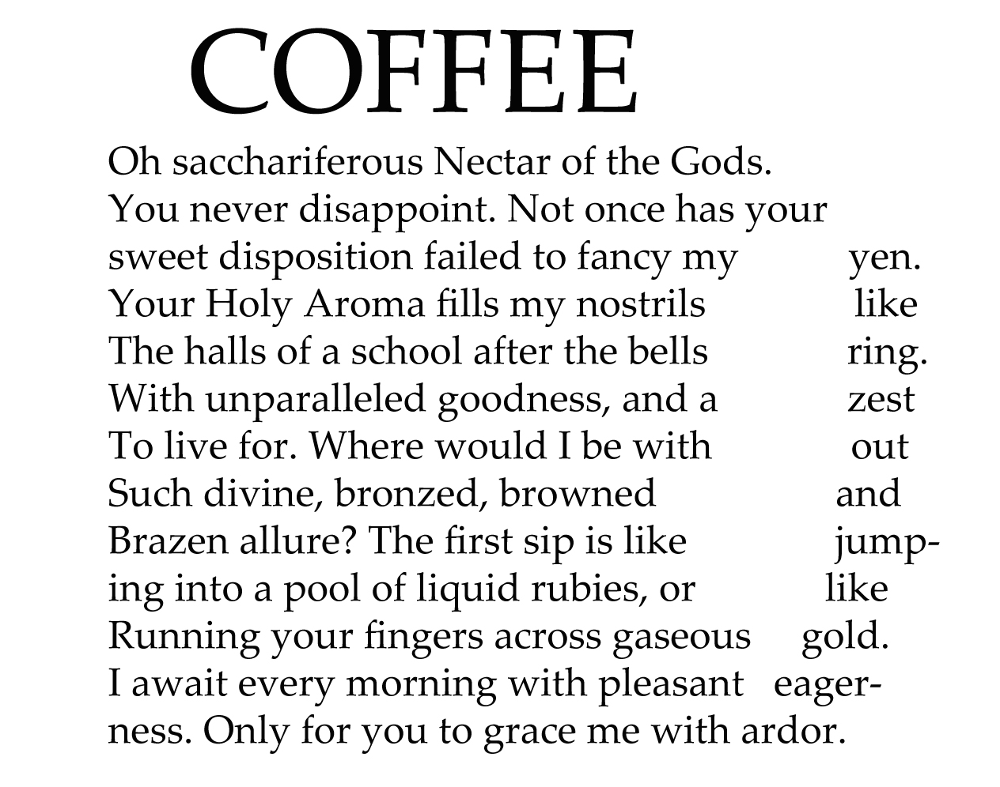 COFFEE
Oh sacchariferous Nectar of the Gods.
You never disappoint. Not once has your
sweet disposition failed to fancy my yen.
Your Holy Aroma fills my nostrils like
The halls of a school after the bells ring.
With unparalleled goodness, and a zest
To live for. Where would I be with out
Such divine, bronzed, browned and
Brazen allure? The first sip is like jump-
ing into a pool of liquid rubies, or like
Running your fingers across gaseous gold.
I await every morning with pleasant eager-
ness. Only for you to grace me with ardor.